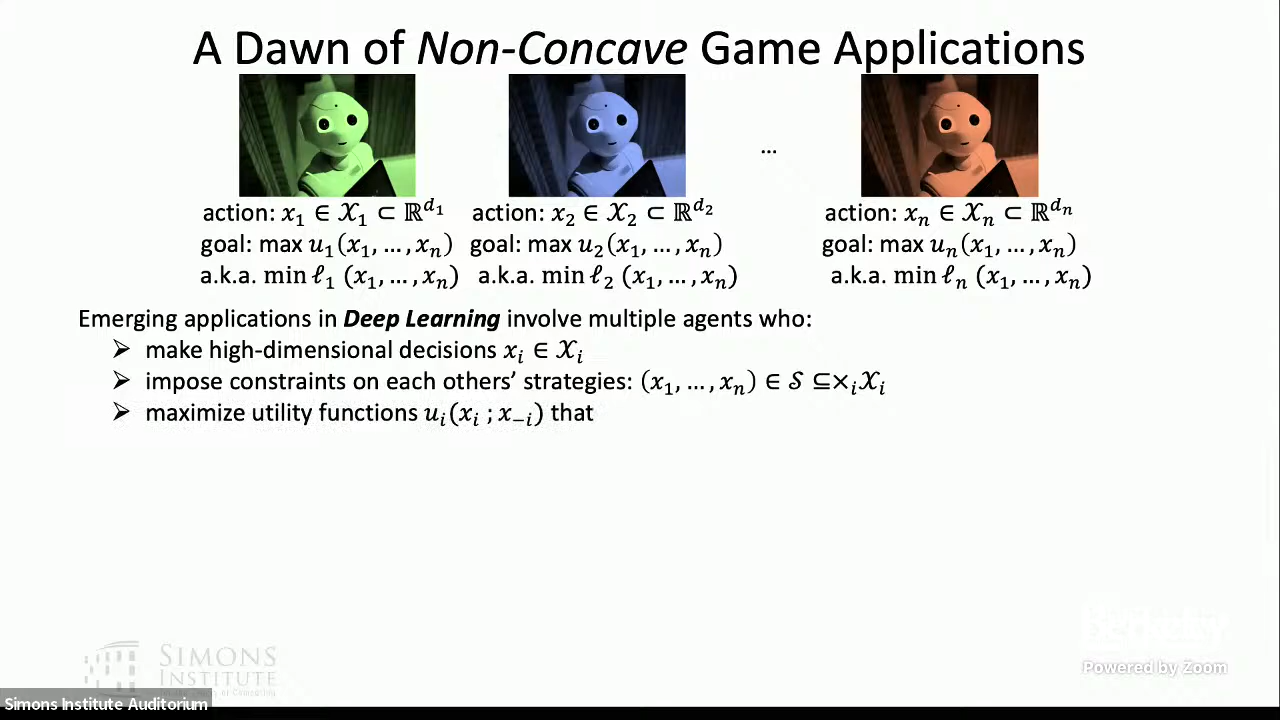 A Dawn of Non-Concave Game Applications
...
action: 𝑥₁ ∈ 𝒳₁ ⊂ ℝ^{d₁} action: 𝑥₂ ∈ 𝒳₂ ⊂ ℝ^{d₂} action: 𝑥ₙ ∈ 𝒳ₙ ⊂ ℝ^{dₙ}
goal: max 𝑢₁(𝑥₁, … , 𝑥ₙ) goal: max 𝑢₂(𝑥₁, … , 𝑥ₙ) goal: max 𝑢ₙ(𝑥₁, … , 𝑥ₙ)
a.k.a. min ℓ₁ (𝑥₁, … , 𝑥ₙ) a.k.a. min ℓ₂ (𝑥₁, … , 𝑥ₙ) a.k.a. min ℓₙ (𝑥₁, … , 𝑥ₙ)
Emerging applications in Deep Learning involve multiple agents who:
➢ make high-dimensional decisions 𝑥ᵢ ∈ 𝒳ᵢ
➢ impose constraints on each others' strategies: (𝑥₁, … , 𝑥ₙ) ∈ 𝒮 ⊆×ᵢ𝒳ᵢ
➢ maximize utility functions 𝑢ᵢ(𝑥ᵢ ; 𝑥₋ᵢ) that
SIMONS
INSTITUTE
Powered by Zoom
Simons Institute Auditorium